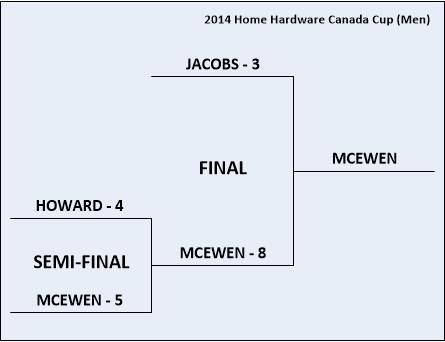 2014 Home Hardware Canada Cup (Men)
JACOBS - 3
FINAL
MCEWEN
HOWARD - 4
SEMI-FINAL
MCEWEN - 8
MCEWEN - 5